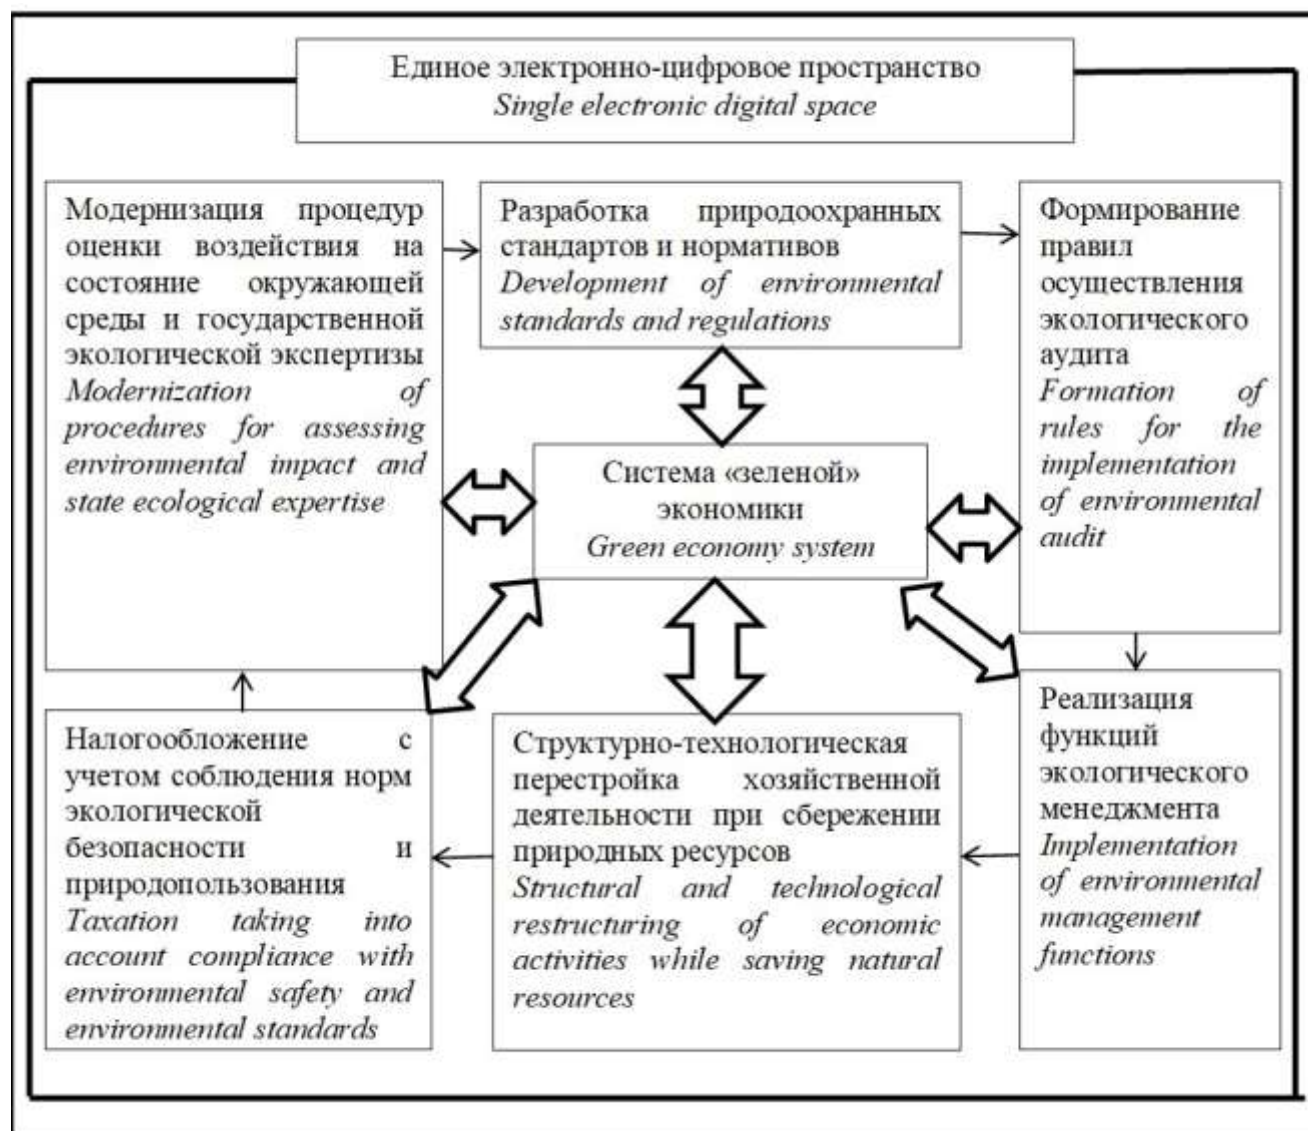 Единое электронно-цифровое пространство
Single electronic digital space
Модернизация процедур
оценки воздействия на
состояние окружающей
среды и государственной
экологической экспертизы
Modernization of
procedures for assessing
environmental impact and
state ecological expertise
Разработка природоохранных
стандартов и нормативов
Development of environmental
standards and regulations
Формирование
правил
осуществления
экологического
аудита
Formation of
rules for the
implementation
of environmental
audit
Система «зеленой»
экономики
Green economy system
Налогообложение с
учетом соблюдения норм
экологической
безопасности и
природопользования
Taxation taking into
account compliance with
environmental safety and
environmental standards
Структурно-технологическая
перестройка хозяйственной
деятельности при сбережении
природных ресурсов
Structural and technological
restructuring of economic
activities while saving natural
resources
Реализация
функций
экологического
менеджмента
Implementation
of environmental
management
functions